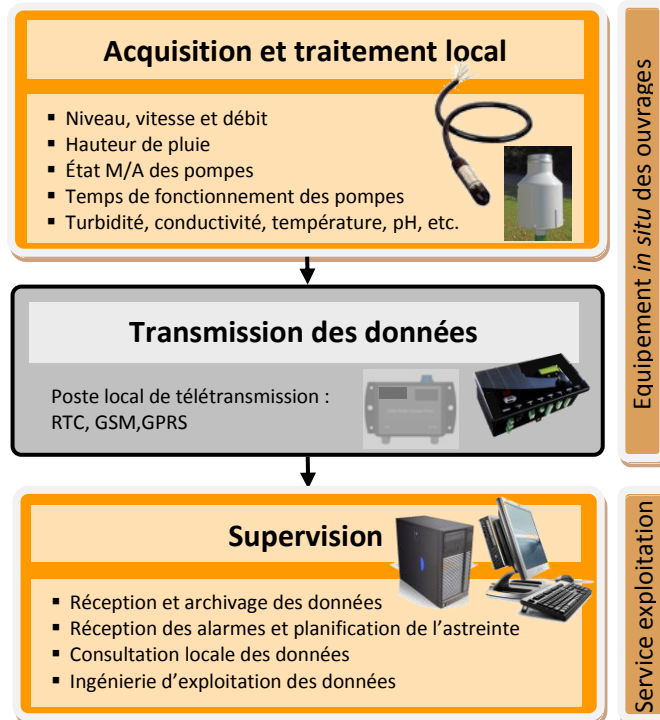 Acquisition et traitement local
▪ Niveau, vitesse et débit
▪ Hauteur de pluie
▪ État M/A des pompes
▪ Temps de fonctionnement des pompes
▪ Turbidité, conductivité, température, pH, etc.
Equipement in situ des ouvrages
Transmission des données
Poste local de télétransmission :
RTC, GSM,GPRS
Supervision
▪ Réception et archivage des données
▪ Réception des alarmes et planification de l’astreinte
▪ Consultation locale des données
▪ Ingénierie d’exploitation des données
Service exploitation